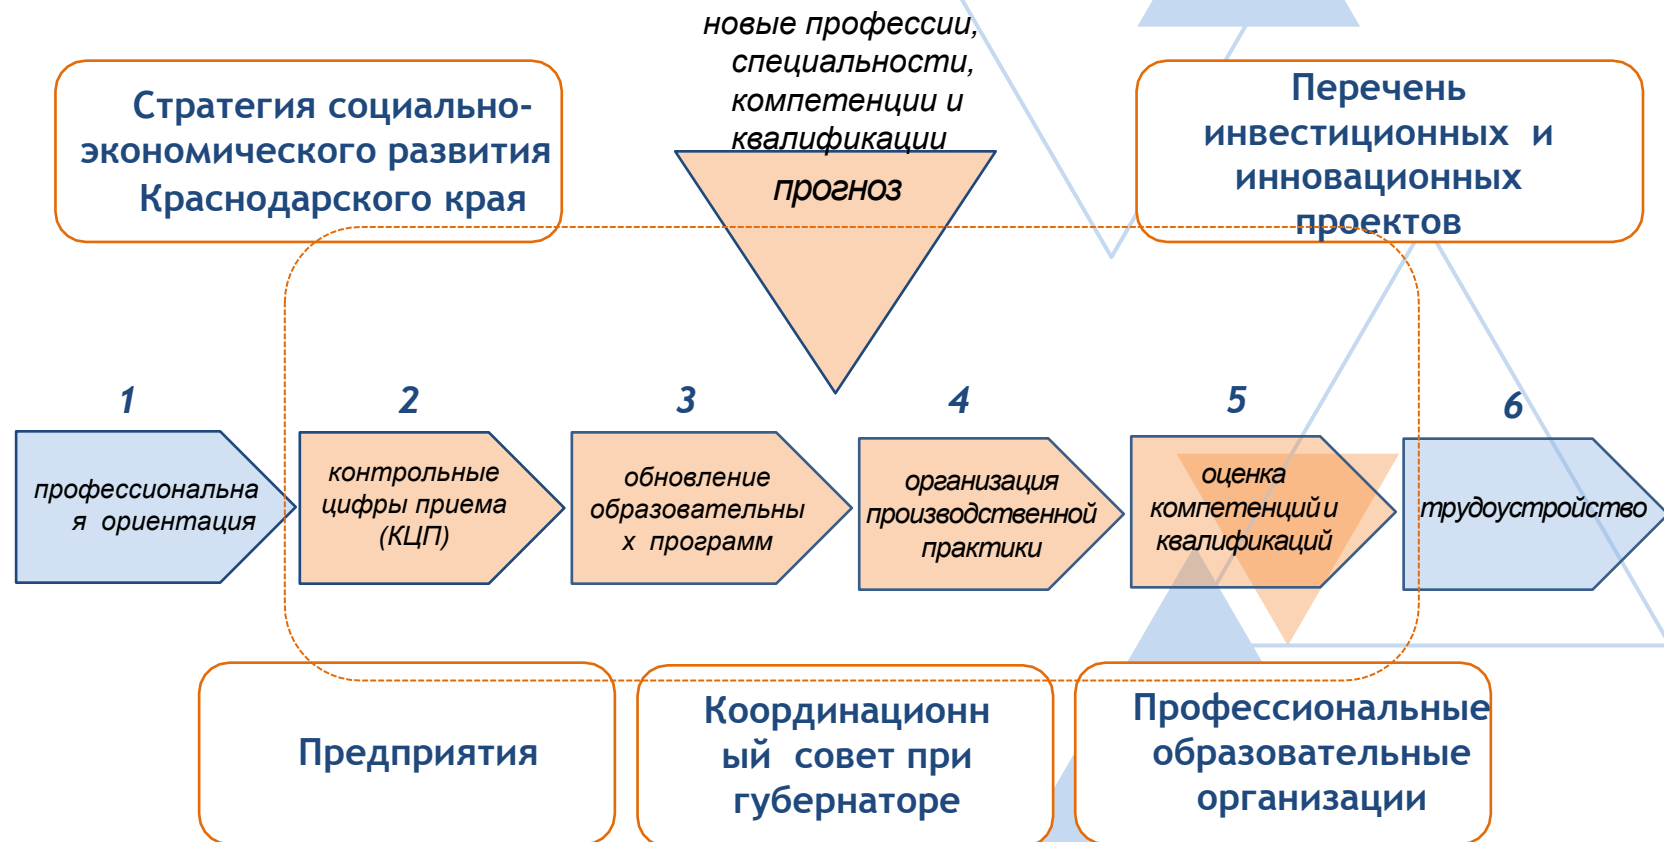 новые профессии,
специальности,
компетенции и
квалификации
Стратегия социально-
экономического развития
Краснодарского края
прогноз
Перечень
инвестиционных и
инновационных
проектов
1
2
3
4
5
6
профессиональна
я ориентация
контрольные
цифры приема
(КЦП)
обновление
образовательны
х программ
организация
производственной
практики
оценка
компетенций и
квалификаций
трудоустройство
Предприятия
Координационн
ый совет при
губернаторе
Профессиональные
образовательные
организации